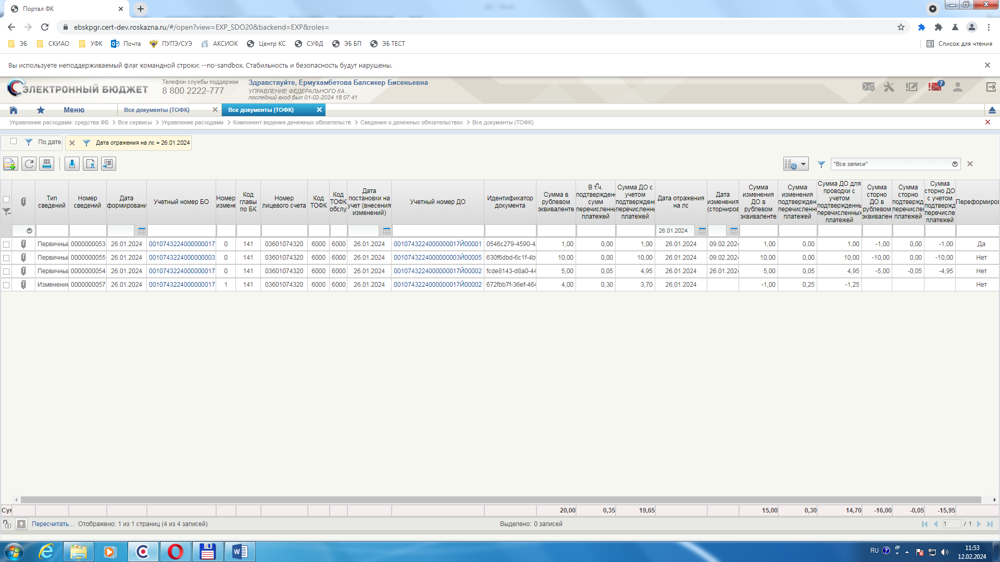 Портал ФК
ebskpgr.cert-dev.roskazna.ru/#/open?view=EXP_SDO20&backend=EXP&roles=
ЭБ СКИАО УФК Почта ПУПЭ/СУЭ АКСИОК Центр КС СУФД ЭБ БП ЭБ ТЕСТ Список для чтения
Вы используете неподдерживаемый флаг командной строки: --no-sandbox. Стабильность и безопасность будут нарушены.
ЭЛЕКТРОННЫЙ БЮДЖЕТ
Телефон службы поддержки
8 800 2222-777
Здравствуйте, Ермухамбетова Балсикер Бисеньевна
УПРАВЛЕНИЕ ФЕДЕРАЛЬНОГО КА...
последний вход был 01-02-2024 18:07:41
7
Меню Все документы (ТОФК) Все документы (ТОФК)
Управление расходами: средства ФБ Все сервисы Управление расходами Компонент ведения денежных обязательств Сведения о денежных обязательствах Все документы (ТОФК)
По дате Дата отражения на лс = 26.01.2024
"Все записи"
Тип сведений
Номер сведений
Дата формировани
Учетный номер БО
Номер измене
Код главы по БК
Номер лицевого счета
Код ТОФК
Код ТОФК обслу
Дата постановки на учет (внесения изменений)
Учетный номер ДО
Идентификатор документа
Сумма в рублевом эквиваленте
В т.ч. подтвержден сумм перечисленны платежей
Сумма ДО с учетом подтвержден перечисленны платежей
Дата отражения на лс
Дата изменения (сторниров
Сумма изменения ДО в рублевом эквиваленте
Сумма изменения подтвержден перечисленны платежей
Сумма ДО для проводки с учетом подтвержденны перечисленных платежей
Сумма сторно ДО в рублевом эквивален
Сумма сторно подтвержд перечисле платежей
Сумма сторно ДО с учетом подтвержд перечисле платежей
Переформиров
26.01.2024
Первичный 0000000053 26.01.2024 0010743224000000017 0 141 03601074320 6000 6000 26.01.2024 0010743224000000017Й00001 0546c279-4590-4 1,00 0,00 1,00 26.01.2024 09.02.2024 1,00 0,00 1,00 -1,00 0,00 -1,00 Да
Первичный 0000000055 26.01.2024 0010743224000000003 0 141 03601074320 6000 6000 26.01.2024 0010743224000000003Й00005 630f6dbd-6c1f-4b 10,00 0,00 10,00 26.01.2024 09.02.2024 10,00 0,00 10,00 -10,00 0,00 -10,00 Нет
Первичный 0000000054 26.01.2024 0010743224000000017 0 141 03601074320 6000 6000 26.01.2024 0010743224000000017Й00002 fcde8143-d8a0-44 5,00 0,05 4,95 26.01.2024 26.01.2024 5,00 0,05 4,95 -5,00 -0,05 -4,95 Нет
Изменение 0000000057 26.01.2024 0010743224000000017 1 141 03601074320 6000 6000 26.01.2024 0010743224000000017Й00002 672fbb7f-36ef-464 4,00 0,30 3,70 26.01.2024 -1,00 0,25 -1,25 Нет
Сум 20,00 0,35 19,65 15,00 0,30 14,70 -16,00 -0,05 -15,95
Пересчитать... Отображено: 1 из 1 страниц (4 из 4 записей) Выделено: 0 записей 1 / 1
RU 11:53
12.02.2024